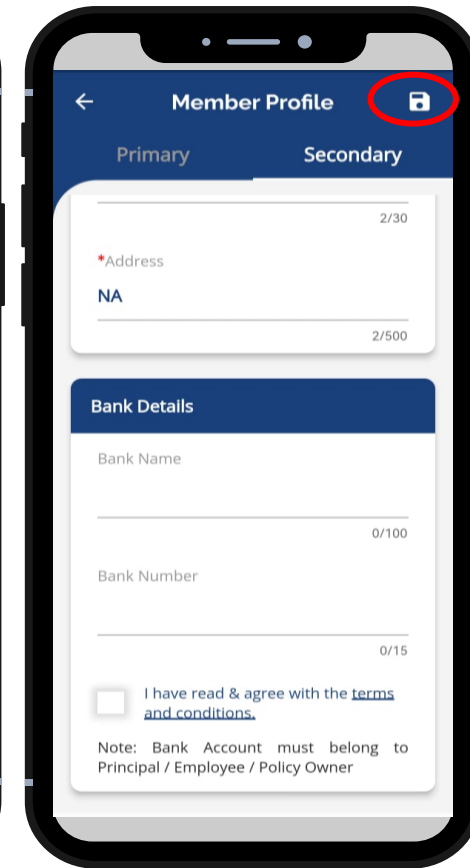 Member Profile
Primary Secondary
2/30
*Address
NA
2/500
Bank Details
Bank Name
0/100
Bank Number
0/15
I have read & agree with the terms
and conditions.
Note: Bank Account must belong to
Principal / Employee / Policy Owner